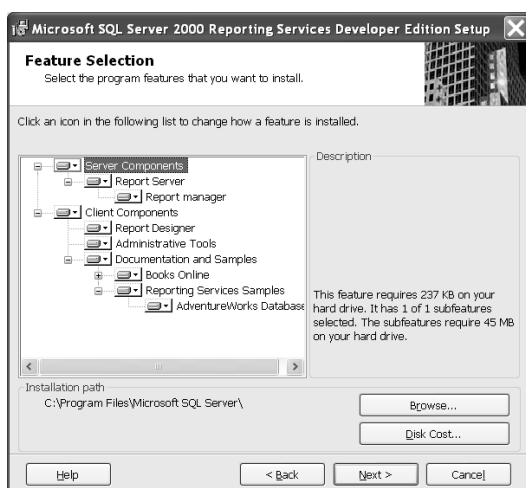 Microsoft SQL Server 2000 Reporting Services Developer Edition Setup
Feature Selection
Select the program features that you want to install.
Click an icon in the following list to change how a feature is installed.
Server Components
Report Server
Report manager
Client Components
Report Designer
Administrative Tools
Documentation and Samples
Books Online
Reporting Services Samples
AdventureWorks Database
Description
This feature requires 237 KB on your
hard drive. It has 1 of 1 subfeatures
selected. The subfeatures require 45 MB
on your hard drive.
Installation path
C:\Program Files\Microsoft SQL Server\
Browse...
Disk Cost...
Help
< Back
Next >
Cancel